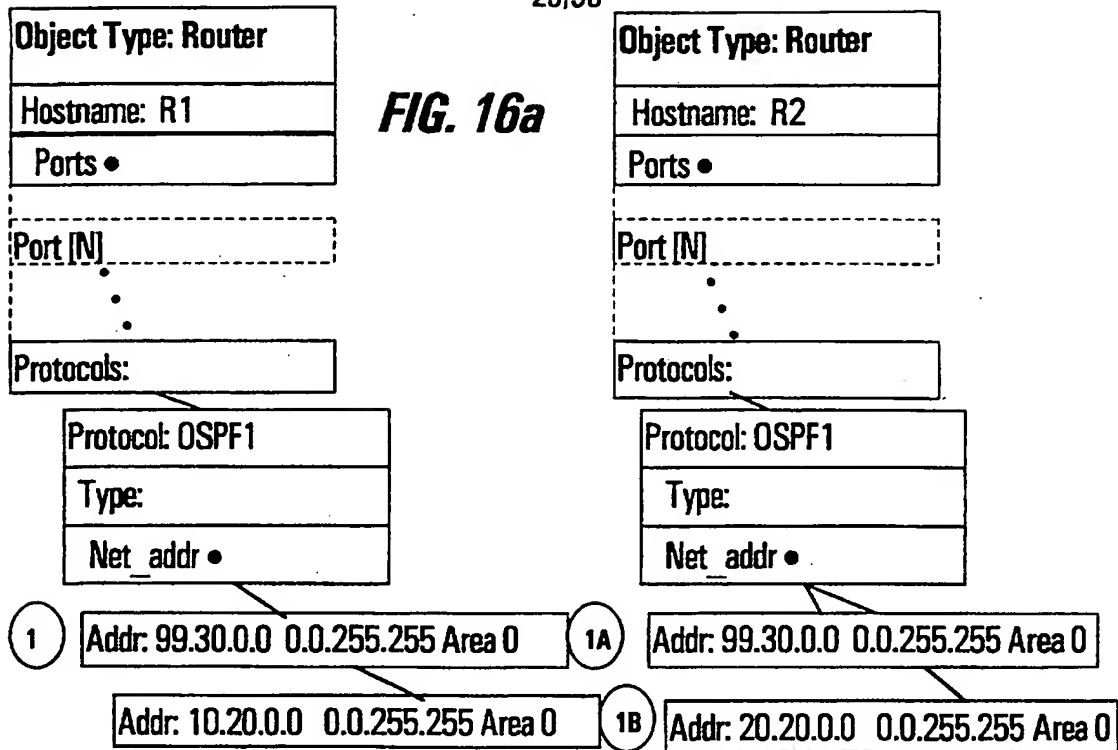 Object Type: Router
Hostname: R1
Ports
Port [N]
Protocols:
Protocol: OSPF1
Type:
Net_addr
1
Addr: 99.30.0.0 0.0.255.255 Area 0
Addr: 10.20.0.0 0.0.255.255 Area 0
FIG. 16a
Object Type: Router
Hostname: R2
Ports
Port [N]
Protocols:
Protocol: OSPF1
Type:
Net_addr
1A
Addr: 99.30.0.0 0.0.255.255 Area 0
1B
Addr: 20.20.0.0 0.0.255.255 Area 0